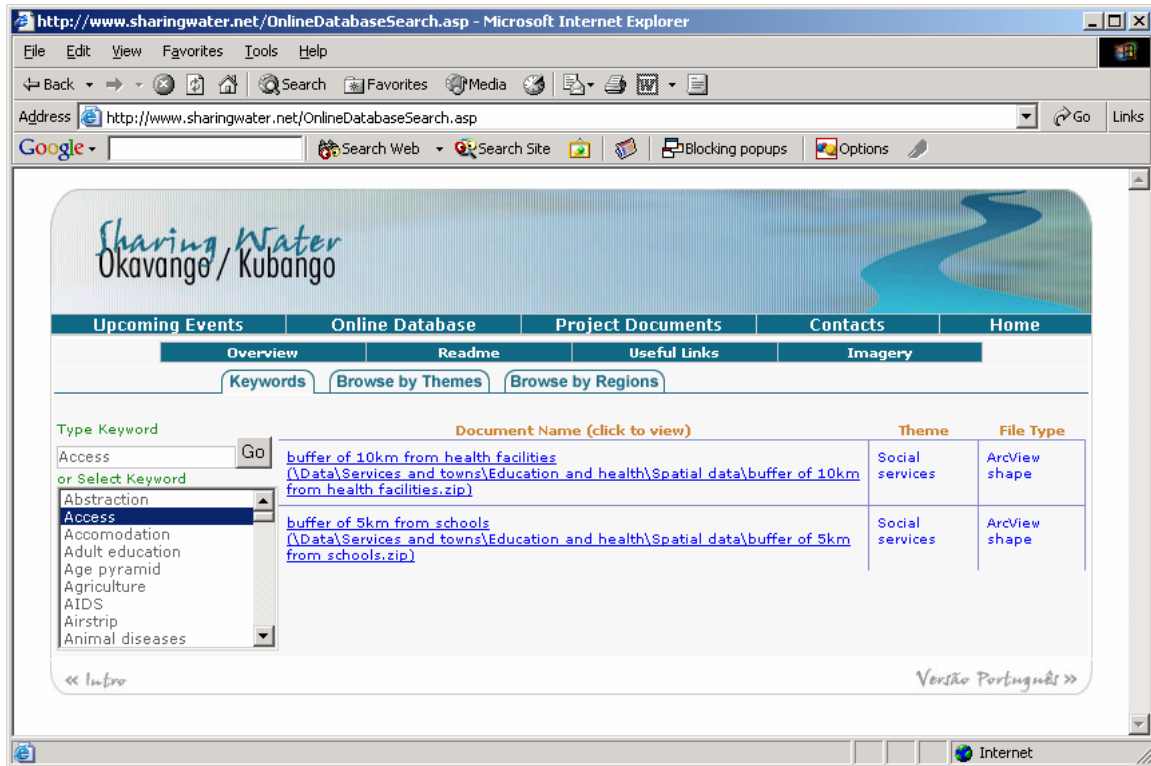 http://www.sharingwater.net/OnlineDatabaseSearch.asp - Microsoft Internet Explorer
File Edit View Favorites Tools Help
Back Search Favorites Media
Address http://www.sharingwater.net/OnlineDatabaseSearch.asp Go Links
Google Search Web Search Site Blocking popups Options
Sharing Water
Okavango / Kubango
Upcoming Events Online Database Project Documents Contacts Home
Overview Readme Useful Links Imagery
Keywords Browse by Themes Browse by Regions
Type Keyword
Access Go
or Select Keyword
Abstraction
Access
Accomodation
Adult education
Age pyramid
Agriculture
AIDS
Airstrip
Animal diseases
Document Name (click to view) Theme File Type
buffer of 10km from health facilities
(\Data\Services and towns\Education and health\Spatial data\buffer of 10km
from health facilities.zip)
Social
services
ArcView
shape
buffer of 5km from schools
(\Data\Services and towns\Education and health\Spatial data\buffer of 5km
from schools.zip)
Social
services
ArcView
shape
« Intro
Versão Português »
Internet